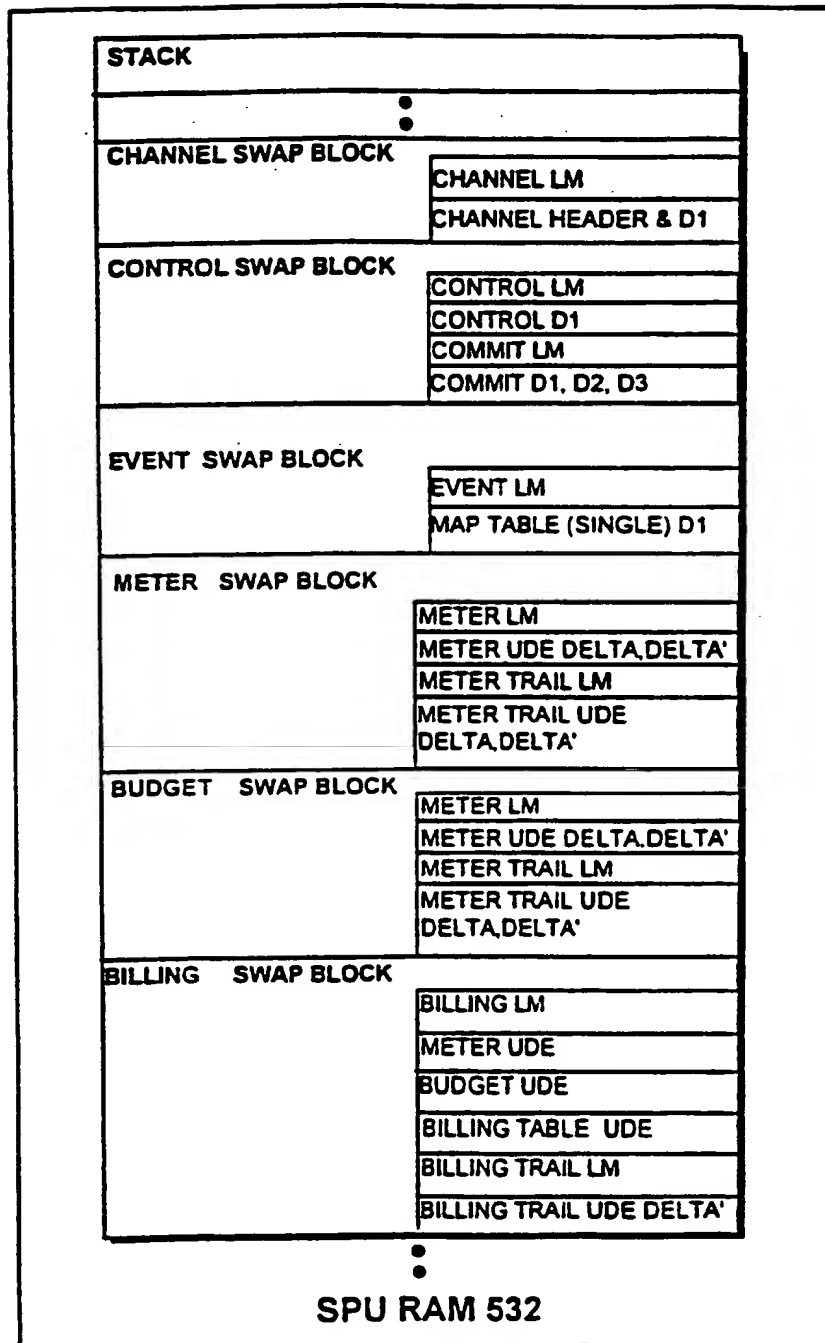 STACK
CHANNEL SWAP BLOCK
CHANNEL LM
CHANNEL HEADER & D1
CONTROL SWAP BLOCK
CONTROL LM
CONTROL D1
COMMIT LM
COMMIT D1, D2, D3
EVENT SWAP BLOCK
EVENT LM
MAP TABLE (SINGLE) D1
METER SWAP BLOCK
METER LM
METER UDE DELTA,DELTA'
METER TRAIL LM
METER TRAIL UDE
DELTA,DELTA'
BUDGET SWAP BLOCK
METER LM
METER UDE DELTA.DELTA'
METER TRAIL LM
METER TRAIL UDE
DELTA,DELTA'
BILLING SWAP BLOCK
BILLING LM
METER UDE
BUDGET UDE
BILLING TABLE UDE
BILLING TRAIL LM
BILLING TRAIL UDE DELTA'
SPU RAM 532